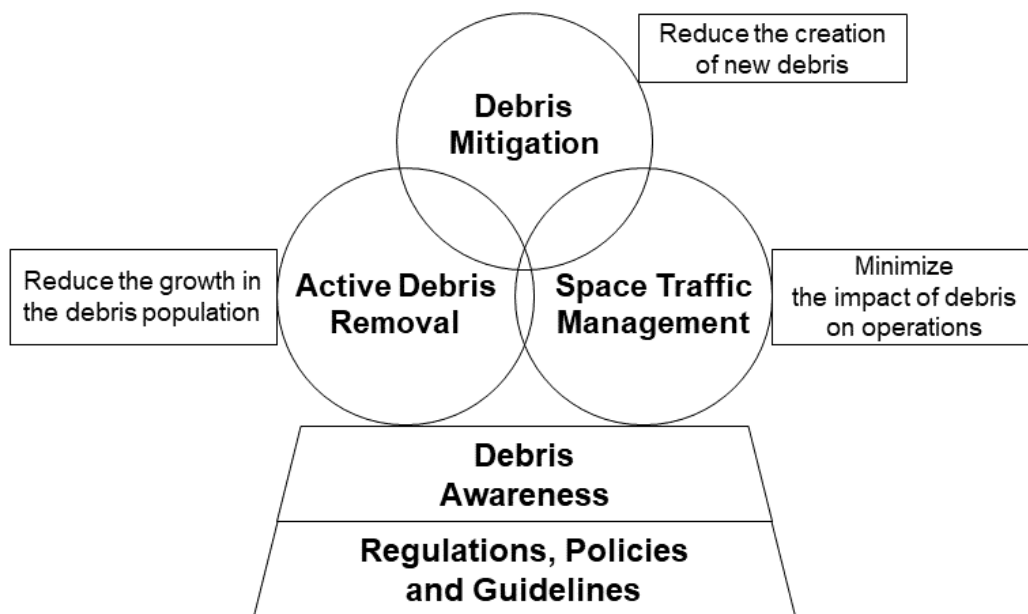 Reduce the creation
of new debris
Debris
Mitigation
Reduce the growth in
the debris population
Active Debris
Removal
Space Traffic
Management
Minimize
the impact of debris
on operations
Debris
Awareness
Regulations, Policies
and Guidelines